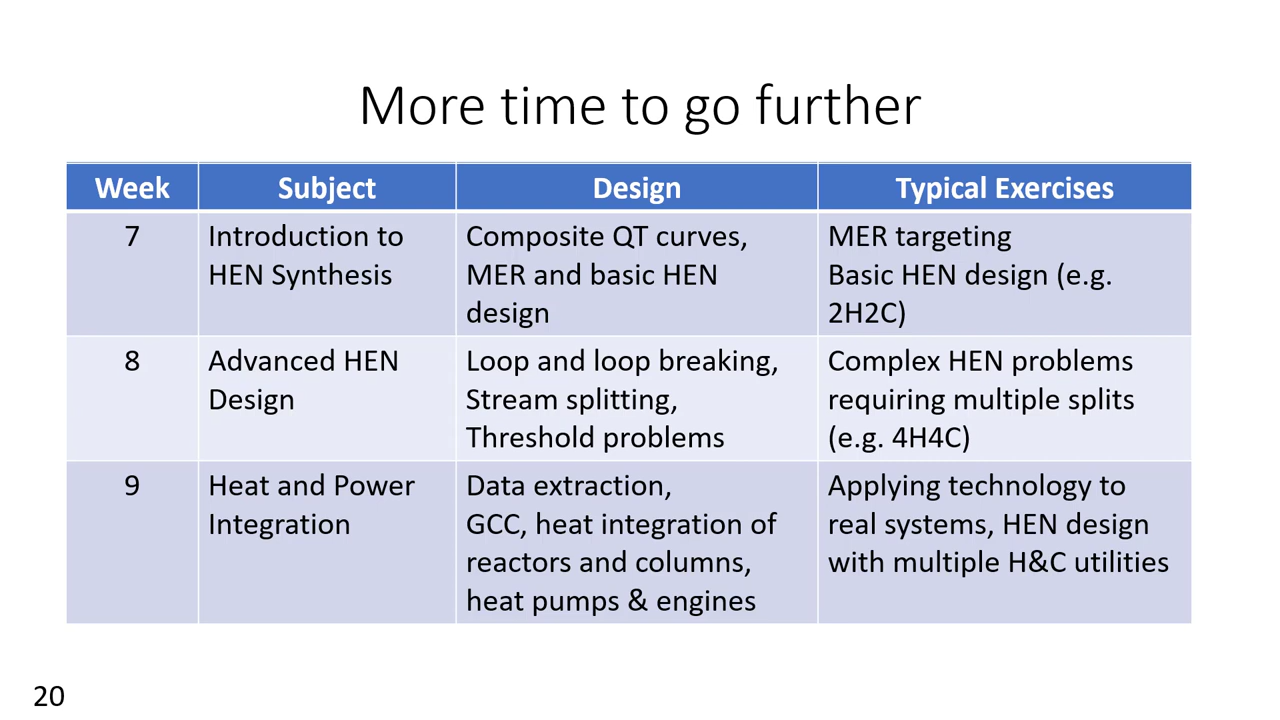 More time to go further
Week
Subject
Design
Typical Exercises
7
Introduction to
HEN Synthesis
Composite QT curves,
MER and basic HEN
design
MER targeting
Basic HEN design (e.g.
2H2C)
8
Advanced HEN
Design
Loop and loop breaking,
Stream splitting,
Threshold problems
Complex HEN problems
requiring multiple splits
(e.g. 4H4C)
9
Heat and Power
Integration
Data extraction,
GCC, heat integration of
reactors and columns,
heat pumps & engines
Applying technology to
real systems, HEN design
with multiple H&C utilities
20